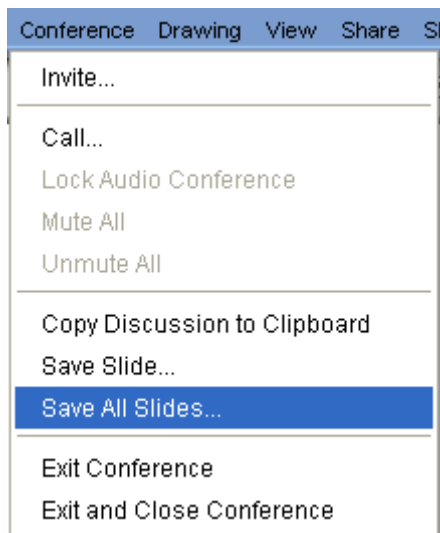 Conference Drawing View Share
Invite...
Call...
Lock Audio Conference
Mute All
Unmute All
Copy Discussion to Clipboard
Save Slide...
Save All Slides...
Exit Conference
Exit and Close Conference